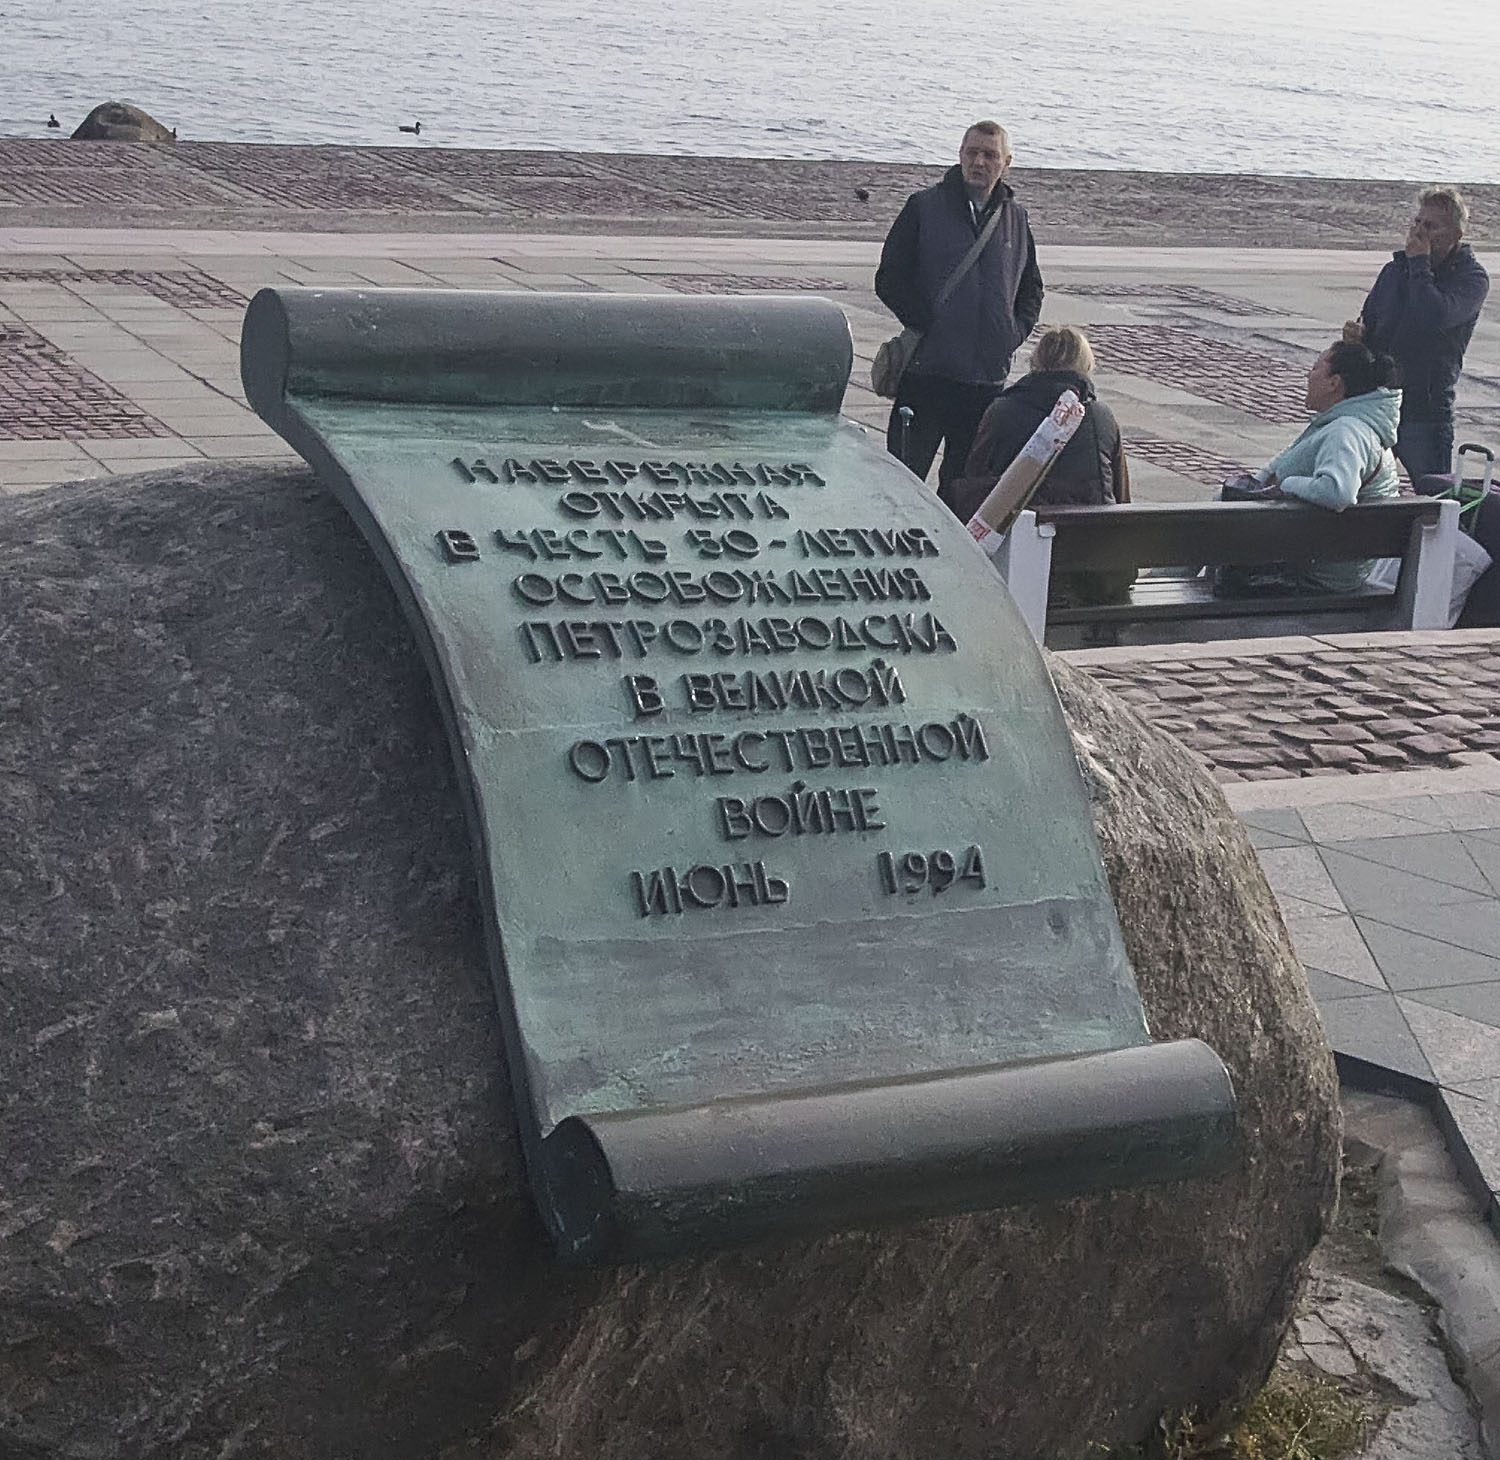 НАБЕРЕЖНАЯ
ОТКРЫТА
В ЧЕСТЬ 50-ЛЕТИЯ
ОСВОБОЖДЕНИЯ
ПЕТРОЗАВОДСКА
В ВЕЛИКОЙ
ОТЕЧЕСТВЕННОЙ
ВОЙНЕ
ИЮНЬ 1994